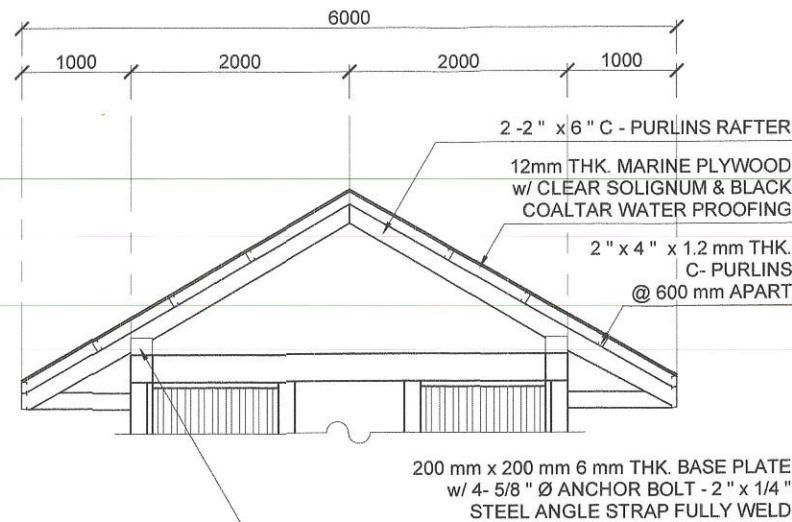 6000
1000 2000 2000 1000
2 -2 " x 6 " C - PURLINS RAFTER
12mm THK. MARINE PLYWOOD
w/ CLEAR SOLIGNUM & BLACK
COALTAR WATER PROOFING
2 " x 4 " x 1.2 mm THK.
C- PURLINS
@ 600 mm APART
200 mm x 200 mm 6 mm THK. BASE PLATE
w/ 4- 5/8 " Ø ANCHOR BOLT - 2 " x 1/4 "
STEEL ANGLE STRAP FULLY WELD